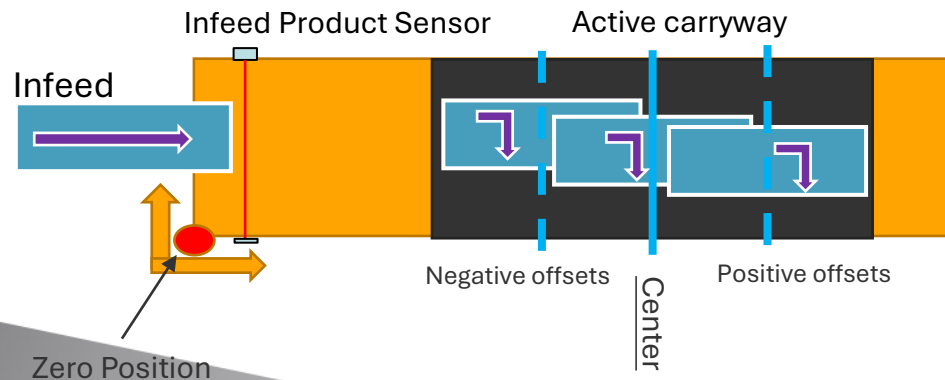 Infeed Product Sensor
Active carryway
Infeed
Negative offsets
Center
Positive offsets
Zero Position